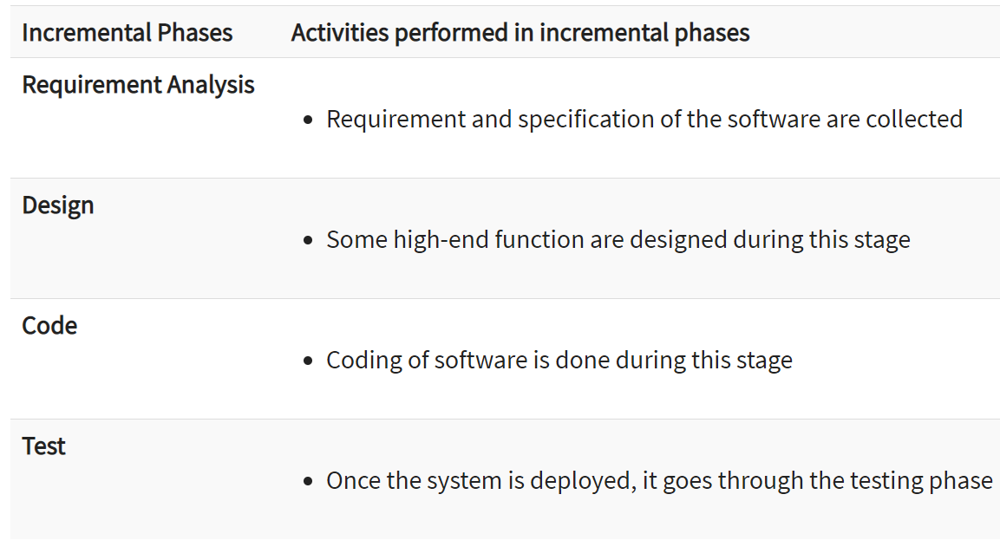 Incremental Phases Activities performed in incremental phases
Requirement Analysis
• Requirement and specification of the software are collected
Design
• Some high-end function are designed during this stage
Code
• Coding of software is done during this stage
Test
• Once the system is deployed, it goes through the testing phase